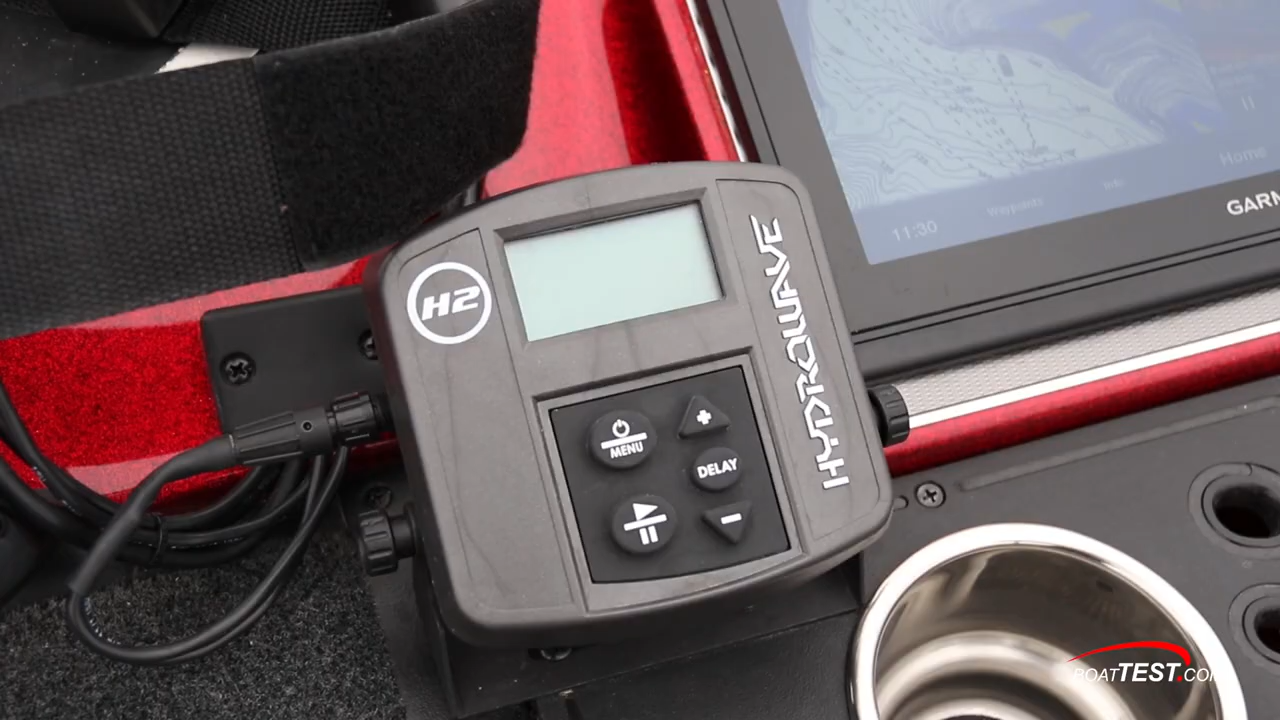 H2
HYDROWAVE
MENU
+
DELAY
-
11:30
Waypoints
Info
Home
GARM
BOATTEST.COM